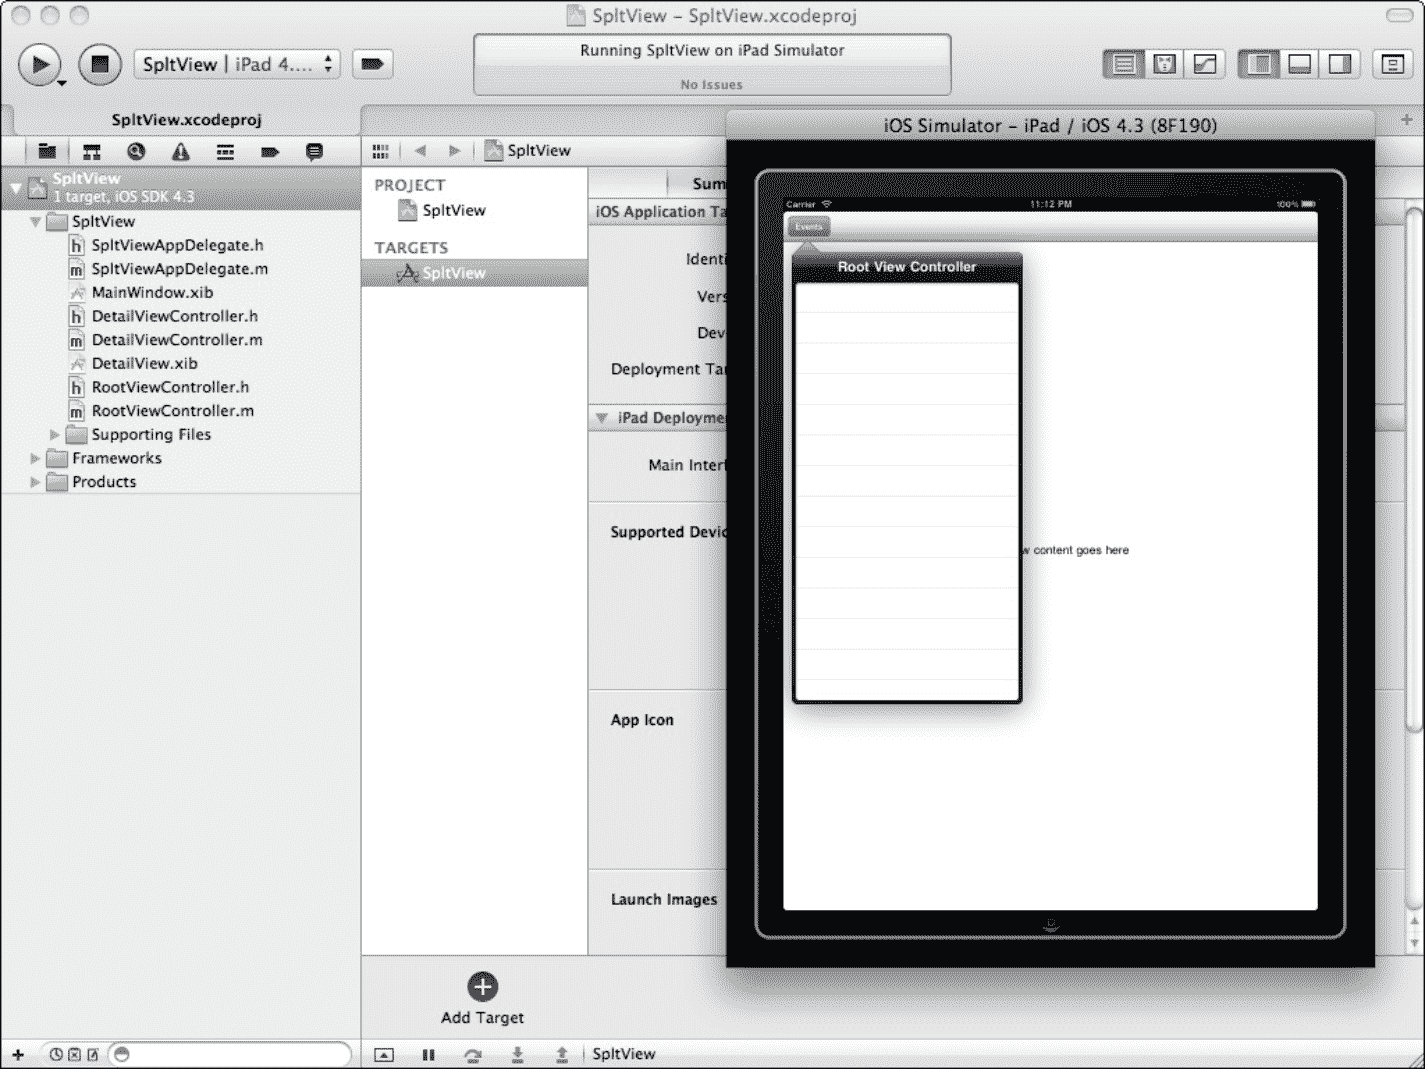 SpltView – SpltView.xcodeproj
SpltView | iPad 4....
Running SpltView on iPad Simulator
No Issues
SpltView.xcodeproj
iOS Simulator – iPad / iOS 4.3 (8F190)
SpltView
SpltView
1 target, iOS SDK 4.3
SpltView
SpltViewAppDelegate.h
SpltViewAppDelegate.m
MainWindow.xib
DetailViewController.h
DetailViewController.m
DetailView.xib
RootViewController.h
RootViewController.m
Supporting Files
Frameworks
Products
PROJECT
SpltView
TARGETS
SpltView
Sum
iOS Application Ta
Identi
Vers
Dev
Deployment Tar
iPad Deployme
Main Interf
Supported Devic
App Icon
Launch Images
Carrier
11:12 PM
100%
Events
Root View Controller
w content goes here
Add Target
SpltView